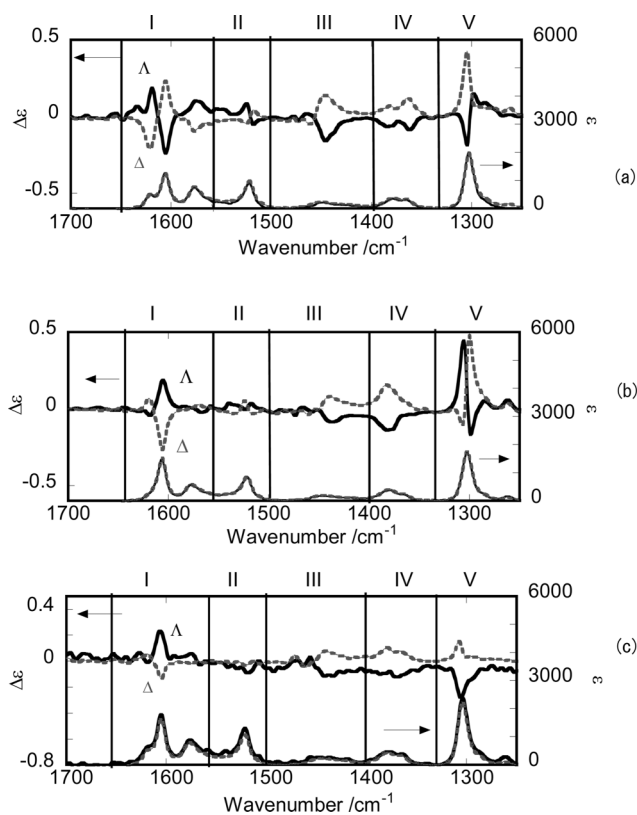 I II III IV V
0.5 6000
Λ
Δε 0 3000 ε
Δ
-0.5 0 (a)
1700 1600 1500 1400 1300
Wavenumber /cm-1
I II III IV V
0.5 6000
Λ (b)
Δε 0 3000 ε
Δ
-0.5 0
1700 1600 1500 1400 1300
Wavenumber /cm-1
I II III IV V
0.4 6000
Λ (c)
Δε 0 3000 ε
Δ
-0.8 0
1700 1600 1500 1400 1300
Wavenumber/cm-1